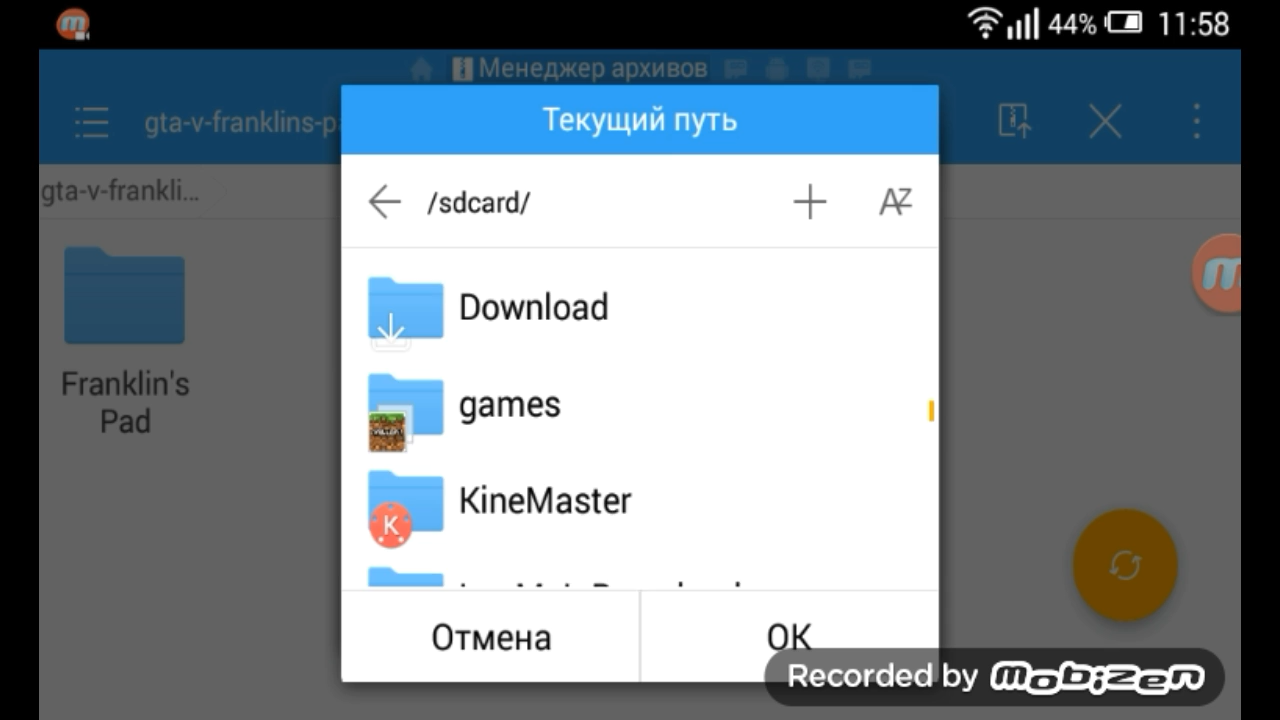 44% 11:58
Менеджер архивов
gta-v-franklins-p
Текущий путь
gta-v-frankli...
/sdcard/
AZ
Download
games
Franklin's
Pad
KineMaster
Отмена
OK
Recorded by mobizen